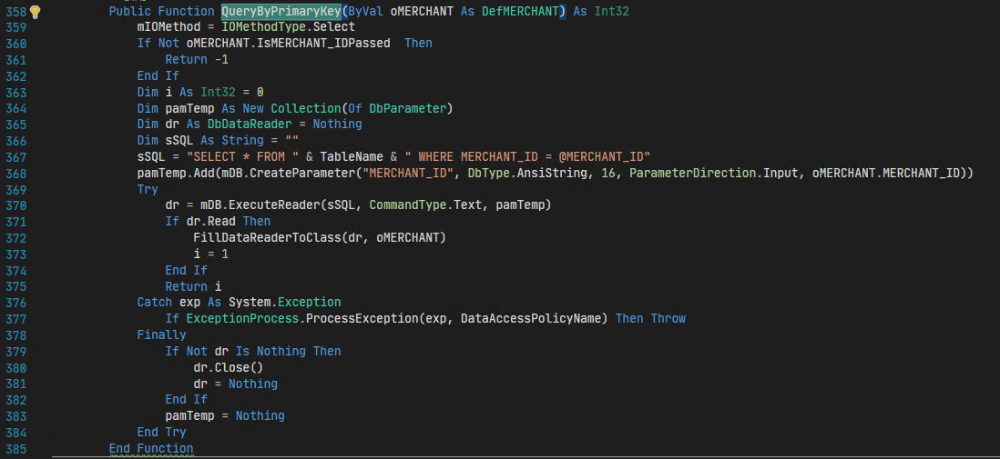 358 Public Function QueryByPrimaryKey(ByVal oMERCHANT As DefMERCHANT) As Int32
359 mIOMethod = IOMethodType.Select
360 If Not oMERCHANT.IsMERCHANT_IDPassed  Then
361 Return -1
362 End If
363 Dim i As Int32 = 0
364 Dim pamTemp As New Collection(Of DbParameter)
365 Dim dr As DbDataReader = Nothing
366 Dim sSQL As String = ""
367 sSQL = "SELECT * FROM " & TableName & " WHERE MERCHANT_ID = @MERCHANT_ID"
368 pamTemp.Add(mDB.CreateParameter("MERCHANT_ID", DbType.AnsiString, 16, ParameterDirection.Input, oMERCHANT.MERCHANT_ID))
369 Try
370 dr = mDB.ExecuteReader(sSQL, CommandType.Text, pamTemp)
371 If dr.Read Then
372 FillDataReaderToClass(dr, oMERCHANT)
373 i = 1
374 End If
375 Return i
376 Catch exp As System.Exception
377 If ExceptionProcess.ProcessException(exp, DataAccessPolicyName) Then Throw
378 Finally
379 If Not dr Is Nothing Then
380 dr.Close()
381 dr = Nothing
382 End If
383 pamTemp = Nothing
384 End Try
385 End Function